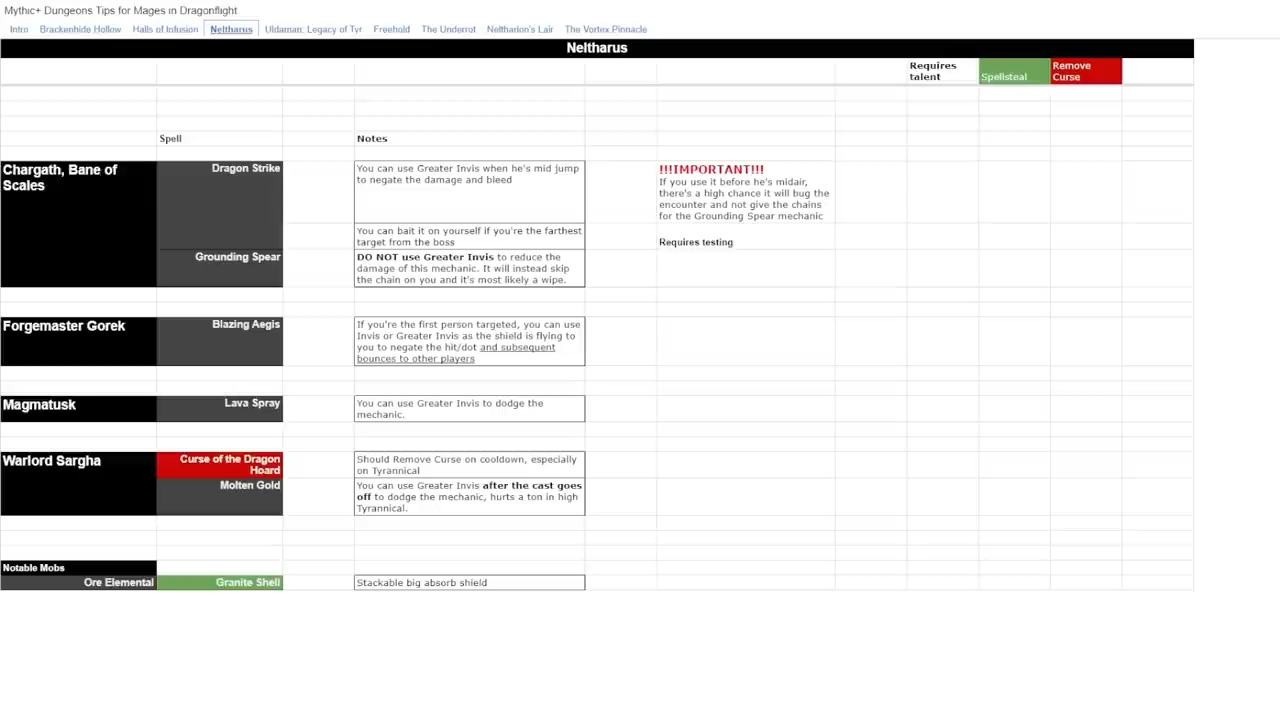 Mythic+ Dungeons Tips for Mages in Dragonflight
Intro Brackenhide Hollow Halls of Infusion Neltharus Uldaman: Legacy of Tyr Freehold The Underrot Neltharion's Lair The Vortex Pinnacle
Neltharus
Requires talent
Spellsteal
Remove Curse
Spell
Notes
Chargath, Bane of
Scales
Dragon Strike
You can use Greater Invis when he's mid jump
to negate the damage and bleed
!!!IMPORTANT!!!
If you use it before he's midair,
there's a high chance it will bug the
encounter and not give the chains
for the Grounding Spear mechanic
You can bait it on yourself if you're the farthest
target from the boss
Requires testing
Grounding Spear
DO NOT use Greater Invis to reduce the
damage of this mechanic. It will instead skip
the chain on you and it's most likely a wipe.
Forgemaster Gorek
Blazing Aegis
If you're the first person targeted, you can use
Invis or Greater Invis as the shield is flying to
you to negate the hit/dot and subsequent
bounces to other players
Magmatusk
Lava Spray
You can use Greater Invis to dodge the
mechanic.
Warlord Sargha
Curse of the Dragon
Hoard
Should Remove Curse on cooldown, especially
on Tyrannical
Molten Gold
You can use Greater Invis after the cast goes
off to dodge the mechanic, hurts a ton in high
Tyrannical.
Notable Mobs
Ore Elemental
Granite Shell
Stackable big absorb shield